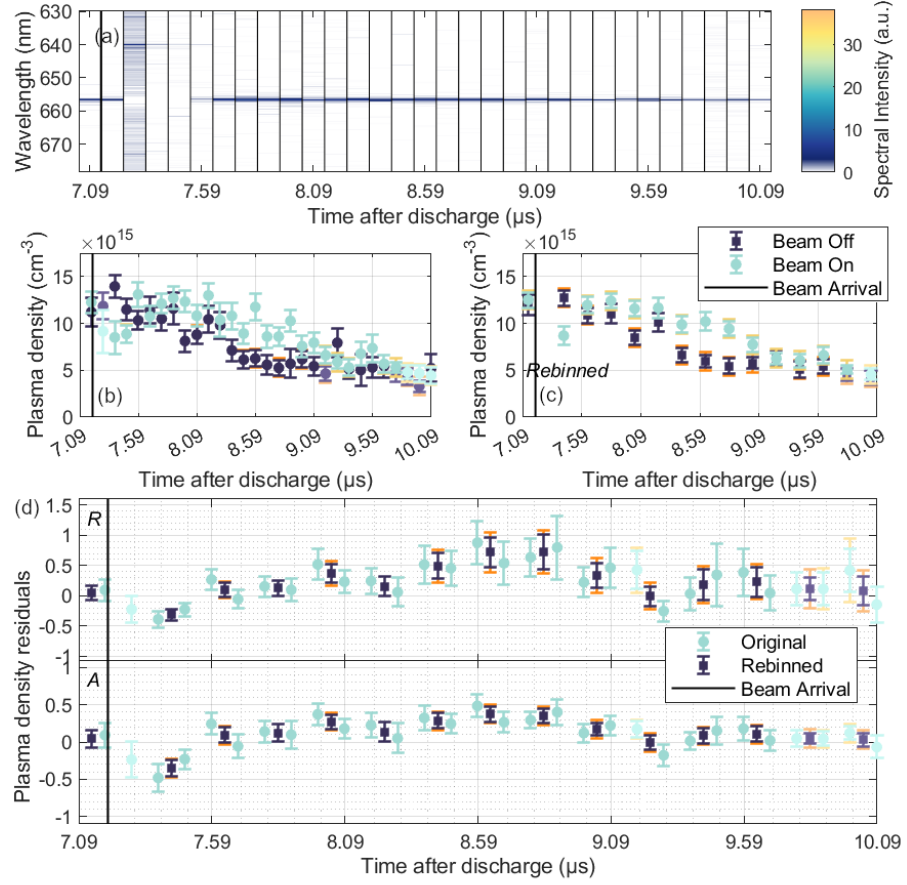 (a)
Wavelength (nm)
630
640
650
660
670
7.09 7.59 8.09 8.59 9.09 9.59 10.09
Time after discharge (µs)
Spectral Intensity (a.u.)
30
20
10
0
(b)
× 10¹⁵
Plasma density (cm⁻³)
15
10
5
0
7.09 7.59 8.09 8.59 9.09 9.59 10.09
Time after discharge (µs)
(c)
× 10¹⁵
Plasma density (cm⁻³)
15
10
5
0
Rebinned
7.09 7.59 8.09 8.59 9.09 9.59 10.09
Time after discharge (µs)
Beam Off
Beam On
Beam Arrival
(d)
Plasma density residuals
R
1.5
1
0.5
0
-0.5
-1
A
1
0.5
0
-0.5
-1
Original
Rebinned
Beam Arrival
7.09 7.59 8.09 8.59 9.09 9.59 10.09
Time after discharge (µs)